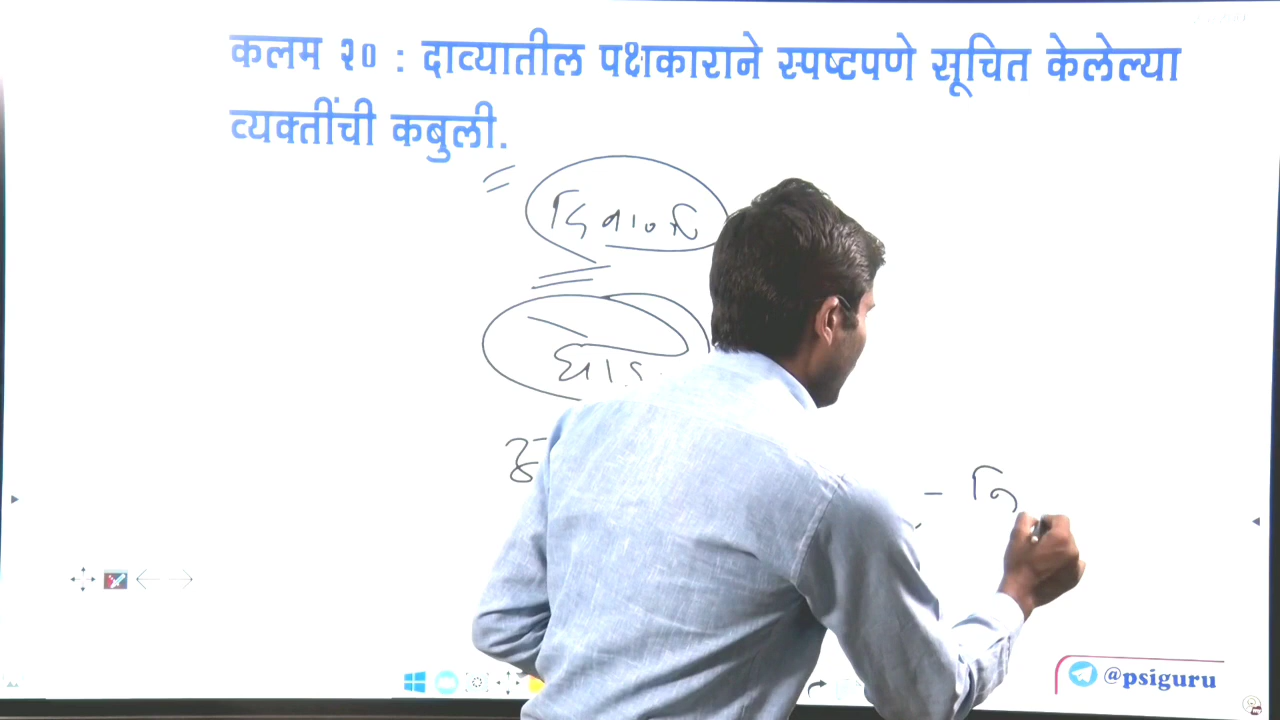 कलम २० : दाव्यातील पक्षकाराने स्पष्टपणे सूचित केलेल्या
व्यक्तींची कबुली.
दिवाणी
@psiguru